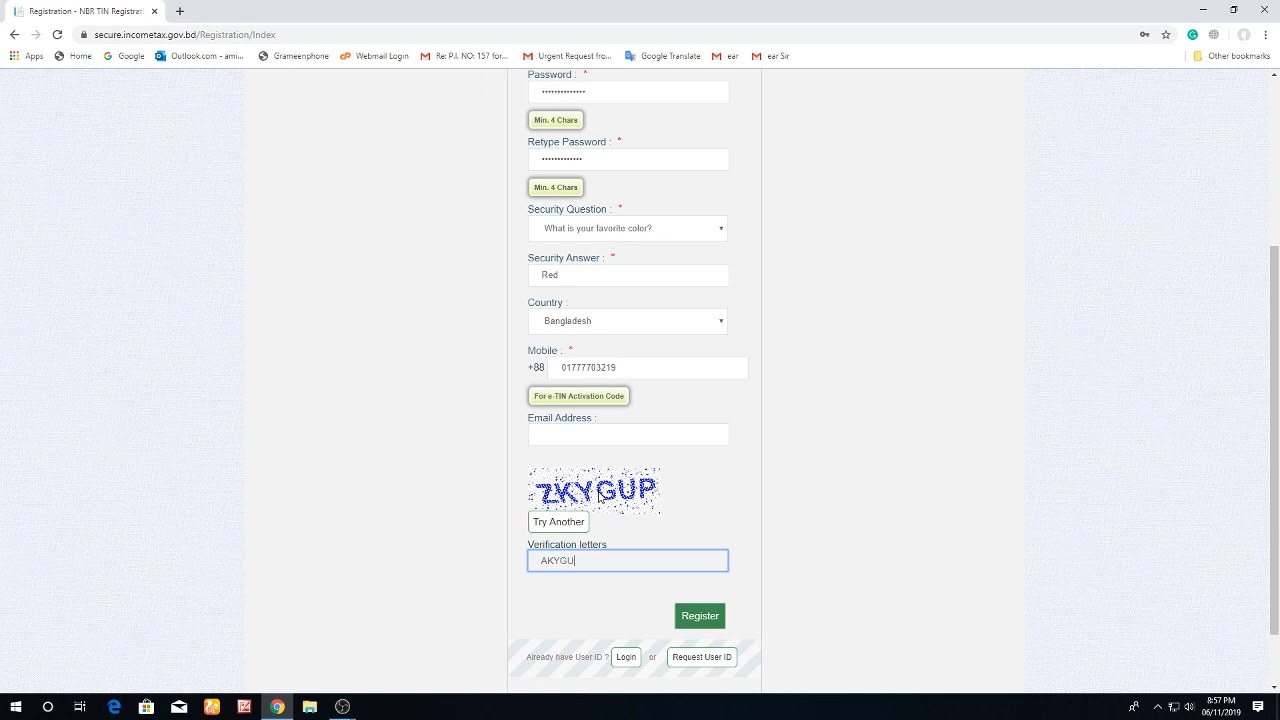 Registration - NBR TIN Registrat
secure.incometax.gov.bd/Registration/Index
Apps Home Google Outlook.com - ami... Grameenphone Webmail Login Re: P.I. NO: 157 for... Urgent Request fro... Google Translate ear ear Sir Other bookmarks
Password : *
••••••••••••••
Min. 4 Chars
Retype Password : *
•••••••••••••
Min. 4 Chars
Security Question : *
What is your favorite color?
Security Answer : *
Red
Country :
Bangladesh
Mobile : *
+88 01777703219
For e-TIN Activation Code
Email Address :
KYGUP
Try Another
Verification letters
AKYGU
Register
Already have User ID ? Login or Request User ID
8:57 PM
06/11/2019